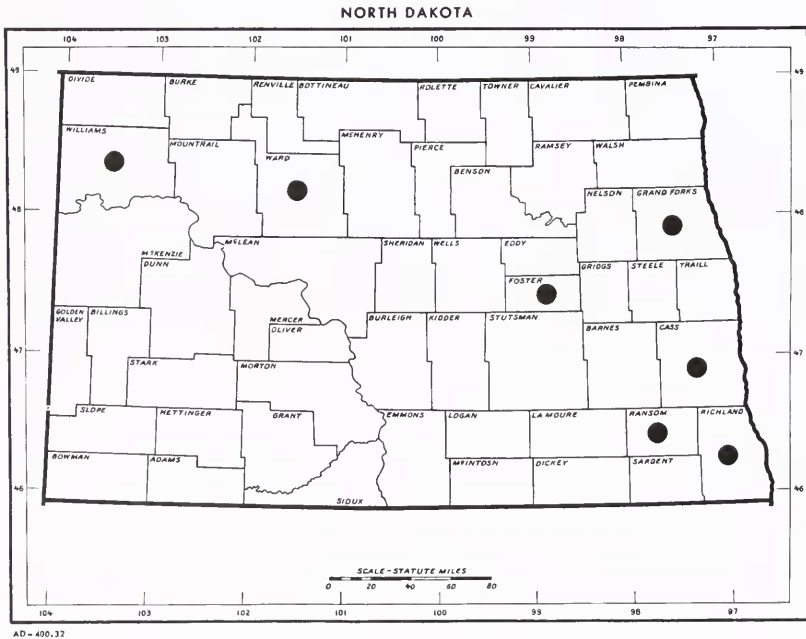 NORTH DAKOTA
104 103 102 101 100 99 98 97
49 49
DIVIDE BURKE RENVILLE BOTTINEAU ROLETTE TOWNER CAVALIER PEMBINA
WILLIAMS MOUNTRAIL WARD McHENRY PIERCE BENSON RAMSEY WALSH
NELSON GRAND FORKS
48 48
McKENZIE DUNN McLEAN SHERIDAN WELLS EDDY
FOSTER GRIGGS STEELE TRAILL
GOLDEN VALLEY BILLINGS MERCER OLIVER BURLEIGH KIDDER STUTSMAN BARNES CASS
47 47
STARK MORTON
SLOPE HETTINGER GRANT EMMONS LOGAN LA MOURE RANSOM RICHLAND
BOWMAN ADAMS McINTOSH DICKEY SARGENT
46 46
SIOUX
SCALE-STATUTE MILES
0 20 40 60 80
104 103 102 101 100 99 98 97
AD-400.32